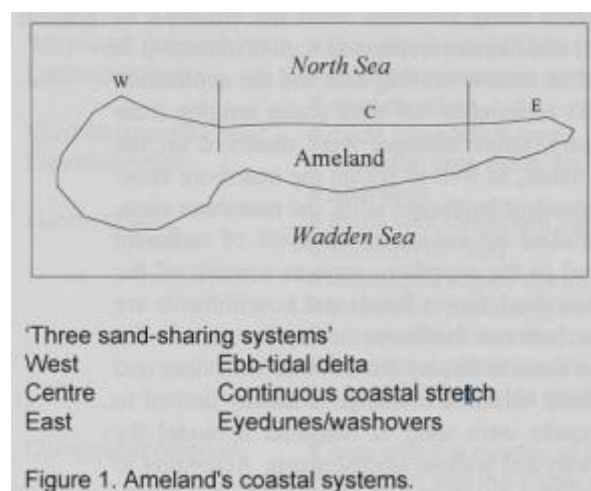 North Sea
W
C
E
Ameland
Wadden Sea
'Three sand-sharing systems'
West Ebb-tidal delta
Centre Continuous coastal stretch
East Eyedunes/washovers
Figure 1. Ameland's coastal systems.